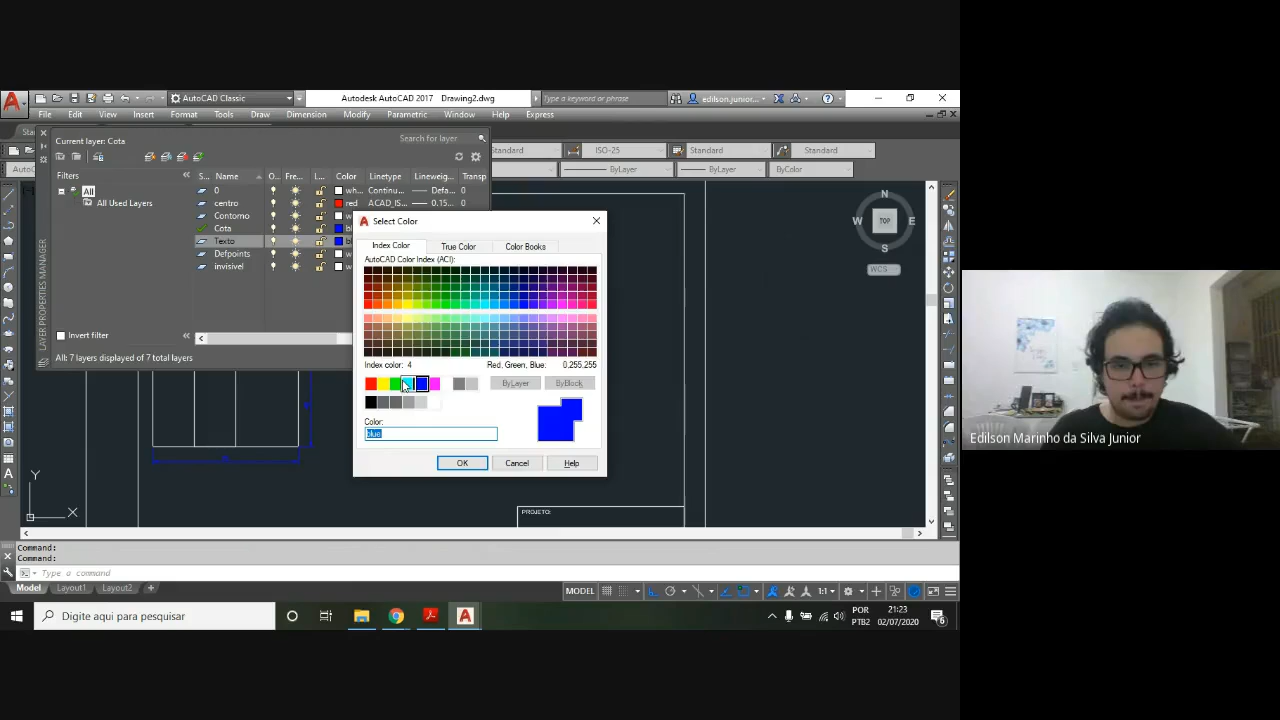 AutoCAD Classic
Autodesk AutoCAD 2017 Drawing2.dwg
Type a keyword or phrase
edilson.junior...
File Edit View Insert Format Tools Draw Dimension Modify Parametric Window Help Express
Current layer: Cota
Search for layer
Standard
ISO-25
Standard
Standard
ByLayer
ByLayer
ByColor
Filters
S.. Name O.. Fre... L... Color Linetype Lineweig... Transp
All
All Used Layers
0 wh... Continu... Defa... 0
centro red ACAD_IS... 0.15... 0
Contorno
Cota
Texto
Defpoints
invisivel
Invert filter
All: 7 layers displayed of 7 total layers
LAYER PROPERTIES MANAGER
Select Color
Index Color True Color Color Books
AutoCAD Color Index (ACI):
Index color: 4 Red, Green, Blue: 0,255,255
ByLayer ByBlock
Color:
blue
OK Cancel Help
N
W TOP E
S
WCS
Y
X
PROJETO:
Command:
Command:
Type a command
Model Layout1 Layout2 +
MODEL 1:1
Digite aqui para pesquisar
POR
PTB2
21:23
02/07/2020
6
Edilson Marinho da Silva Junior